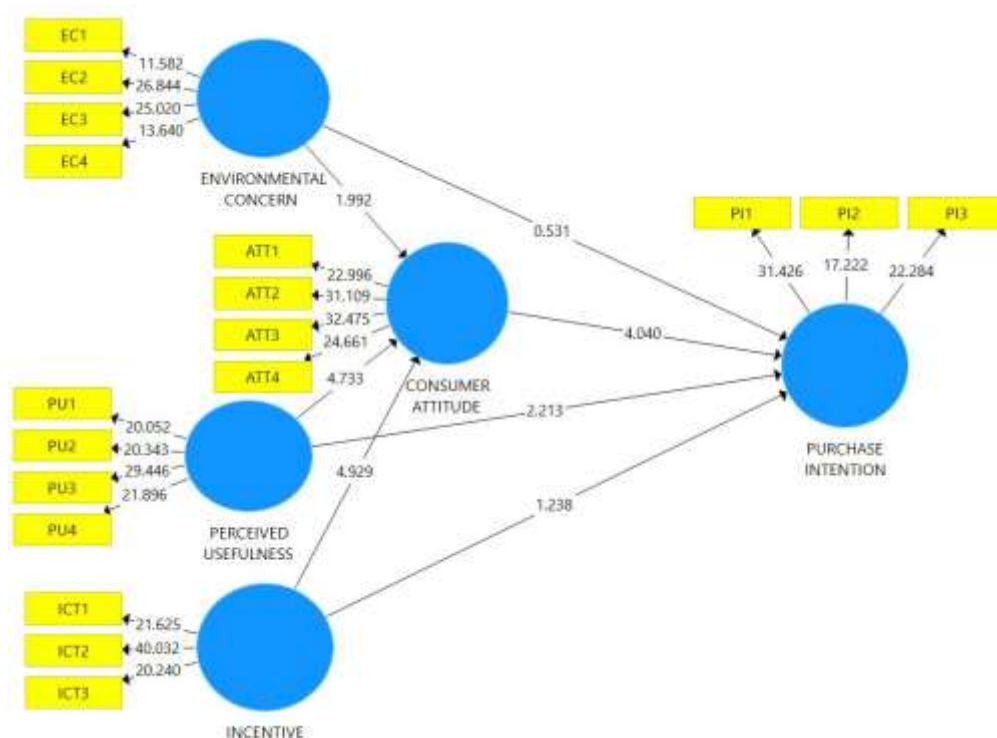 EC1
11.582
EC2
26.844
EC3
25.020
13.640
EC4
ENVIRONMENTAL
CONCERN
1.992
0.531
PI1
PI2
PI3
31.426
17.222
22.284
ATT1
22.996
ATT2
31.109
ATT3
32.475
24.661
ATT4
4.040
4.733
CONSUMER
ATTITUDE
PU1
20.052
PU2
20.343
PU3
29.446
21.896
PU4
2.213
PURCHASE
INTENTION
4.929
1.238
PERCEIVED
USEFULNESS
ICT1
21.625
ICT2
40.032
20.240
ICT3
INCENTIVE